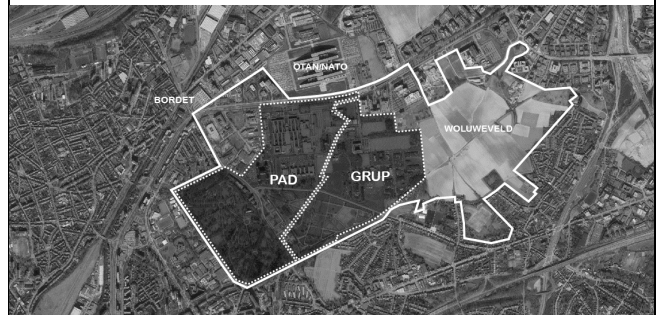 OTAN/NATO
BORDET
WOLUWEVELD
PAD
GRUP